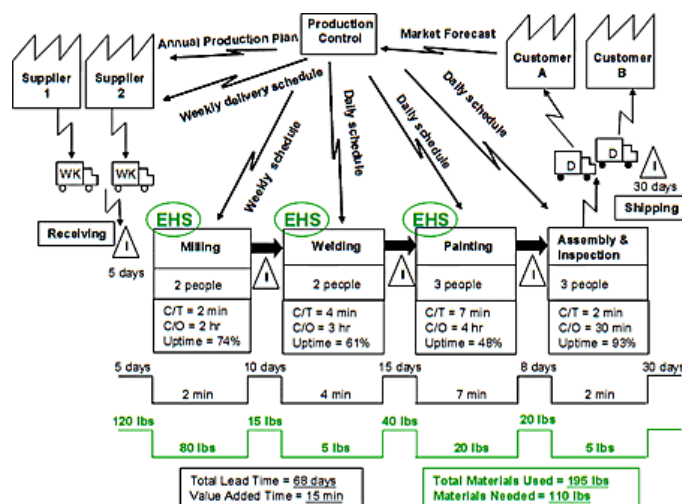 Production
Control
Annual Production Plan
Market Forecast
Supplier
1
Supplier
2
Customer
A
Customer
B
Weekly delivery schedule
Weekly schedule
Daily schedule
Daily schedule
Daily schedule
WK
WK
D
D
I
30 days
Shipping
Receiving
I
5 days
EHS
EHS
EHS
Milling
Welding
Painting
Assembly &
Inspection
I
I
I
2 people
2 people
3 people
3 people
C/T = 2 min
C/O = 2 hr
Uptime = 74%
C/T = 4 min
C/O = 3 hr
Uptime = 61%
C/T = 7 min
C/O = 4 hr
Uptime = 48%
C/T = 2 min
C/O = 30 min
Uptime = 93%
5 days
10 days
15 days
8 days
30 days
2 min
4 min
7 min
2 min
120 lbs
15 lbs
40 lbs
20 lbs
80 lbs
5 lbs
20 lbs
5 lbs
Total Lead Time = 68 days
Value Added Time = 15 min
Total Materials Used = 195 lbs
Materials Needed = 110 lbs